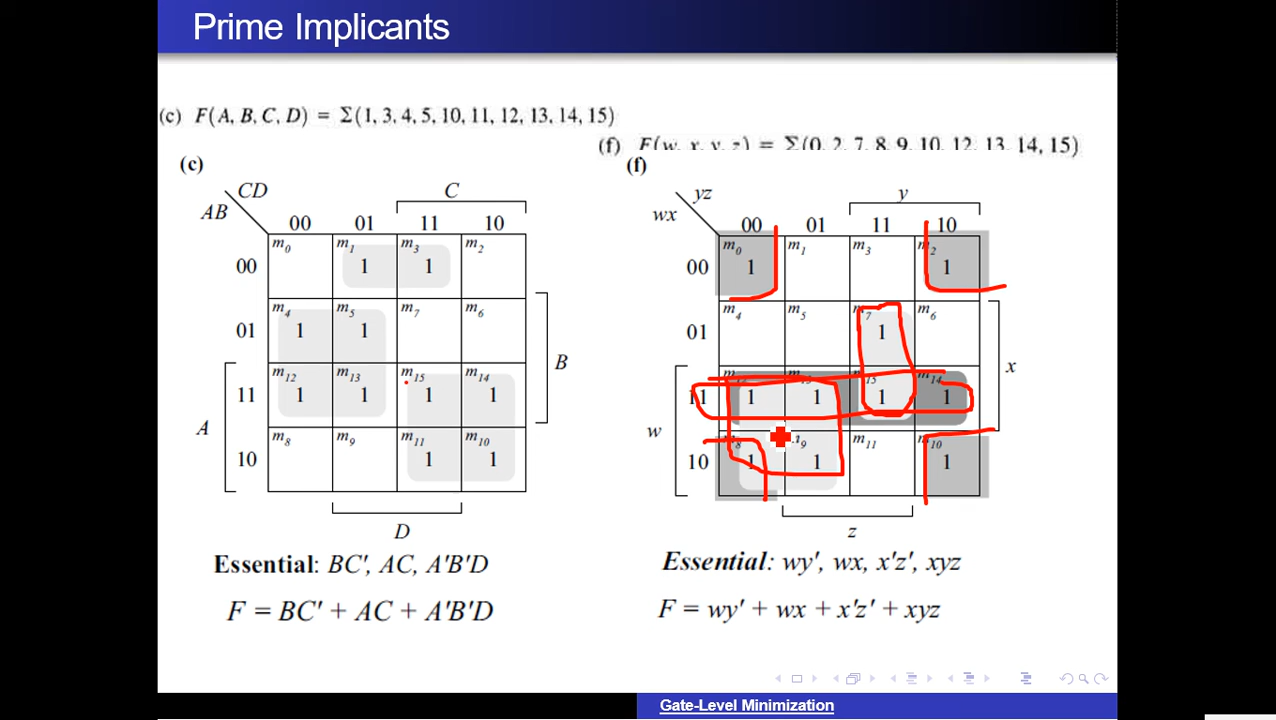 Prime Implicants
(c) F(A, B, C, D) = Σ(1, 3, 4, 5, 10, 11, 12, 13, 14, 15)
(f) F(w, x, y, z) = Σ(0, 2, 7, 8, 9, 10, 12, 13, 14, 15)
(c)
CD
C
AB
00 01 11 10
00 m0 m1 1 m3 1 m2
01 m4 1 m5 1 m7 m6
B
11 m12 1 m13 1 m15 1 m14 1
A
10 m8 m9 m11 1 m10 1
D
Essential: BC', AC, A'B'D
F = BC' + AC + A'B'D
(f)
yz
y
wx
00 01 11 10
00 m0 1 m1 m3 m2 1
01 m4 m5 m7 1 m6
x
11 1 1 m15 1 m14 1
w
10 m8 1 m9 1 m11 m10 1
z
Essential: wy', wx, x'z', xyz
F = wy' + wx + x'z' + xyz
Gate-Level Minimization